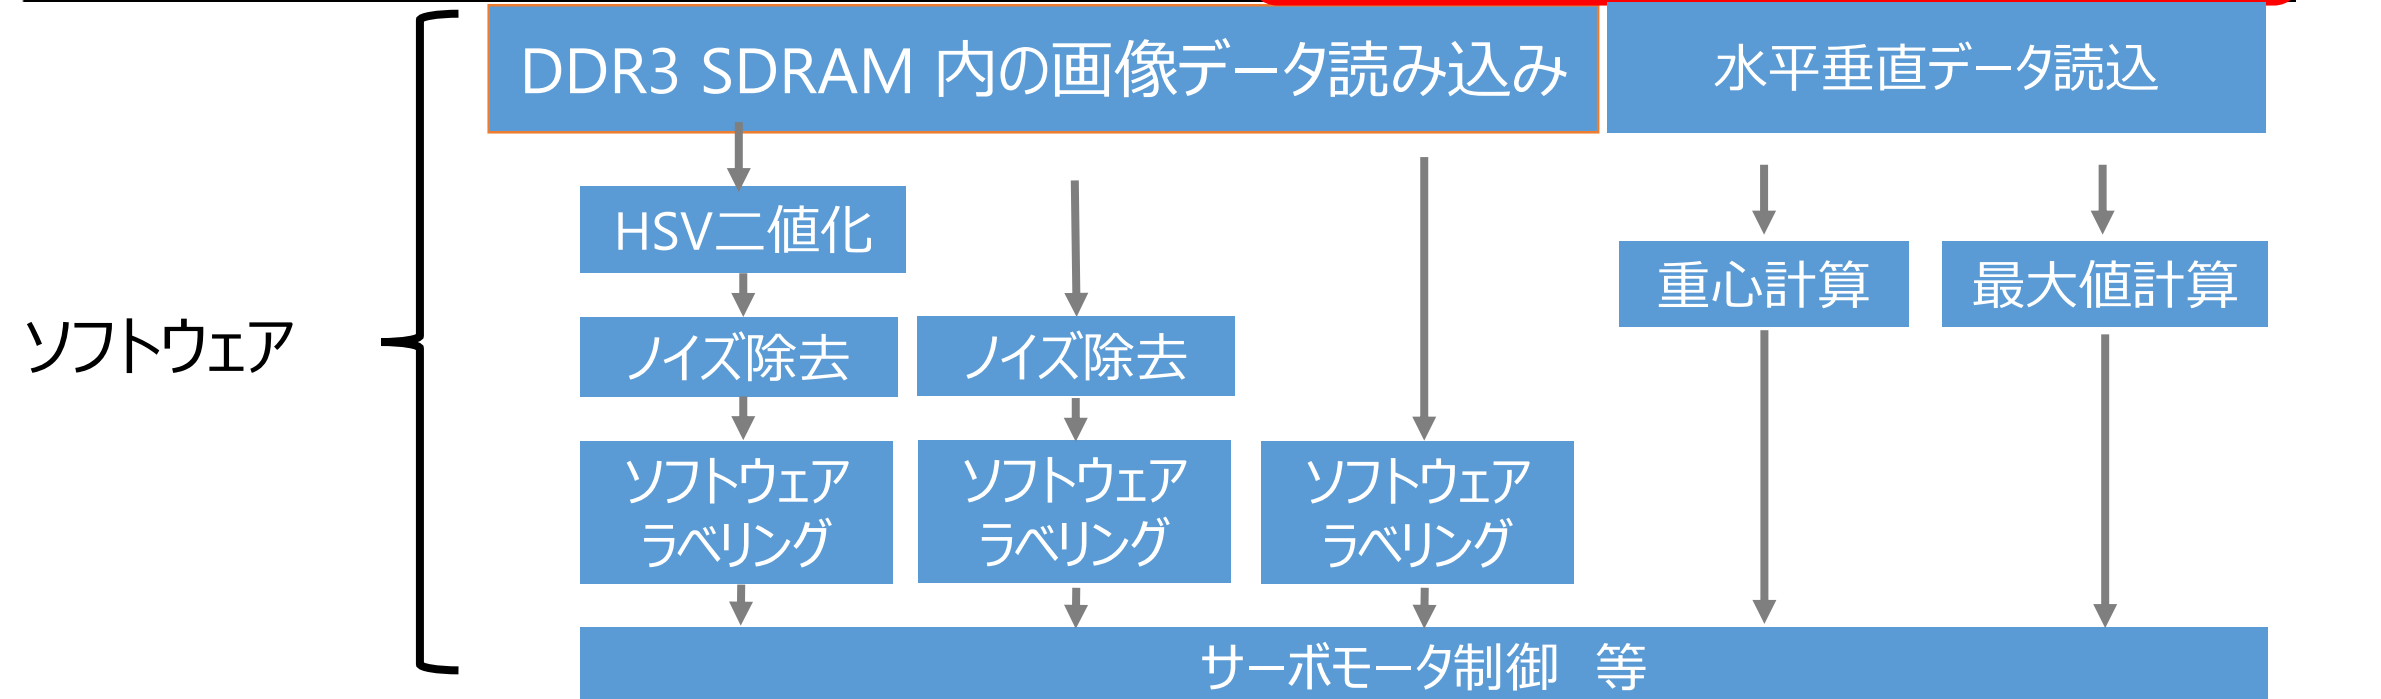 DDR3 SDRAM 内の画像データ読み込み
水平垂直データ読込
HSV二値化
重心計算
最大値計算
ソフトウェア
ノイズ除去
ノイズ除去
ソフトウェア
ラベリング
ソフトウェア
ラベリング
ソフトウェア
ラベリング
サーボモータ制御　等